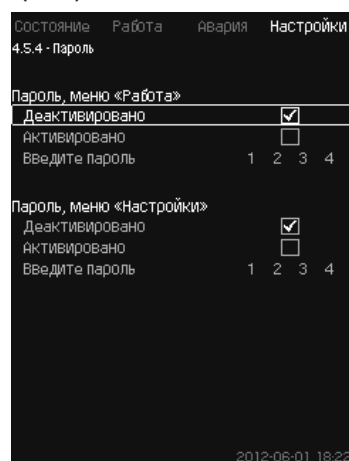 Состояние Работа Авария Настройки
4.5.4 - Пароль
Пароль, меню «Работа»
Деактивировано
Активировано
Введите пароль 1 2 3 4
Пароль, меню «Настройки»
Деактивировано
Активировано
Введите пароль 1 2 3 4
2012-06-01 18:22